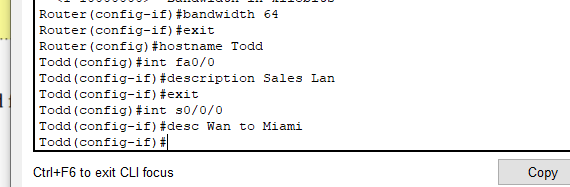 Router(config-if)#bandwidth 64
Router(config-if)#exit
Router(config)#hostname Todd
Todd(config)#int fa0/0
Todd(config-if)#description Sales Lan
Todd(config-if)#exit
Todd(config)#int s0/0/0
Todd(config-if)#desc Wan to Miami
Todd(config-if)#
Ctrl+F6 to exit CLI focus
Copy